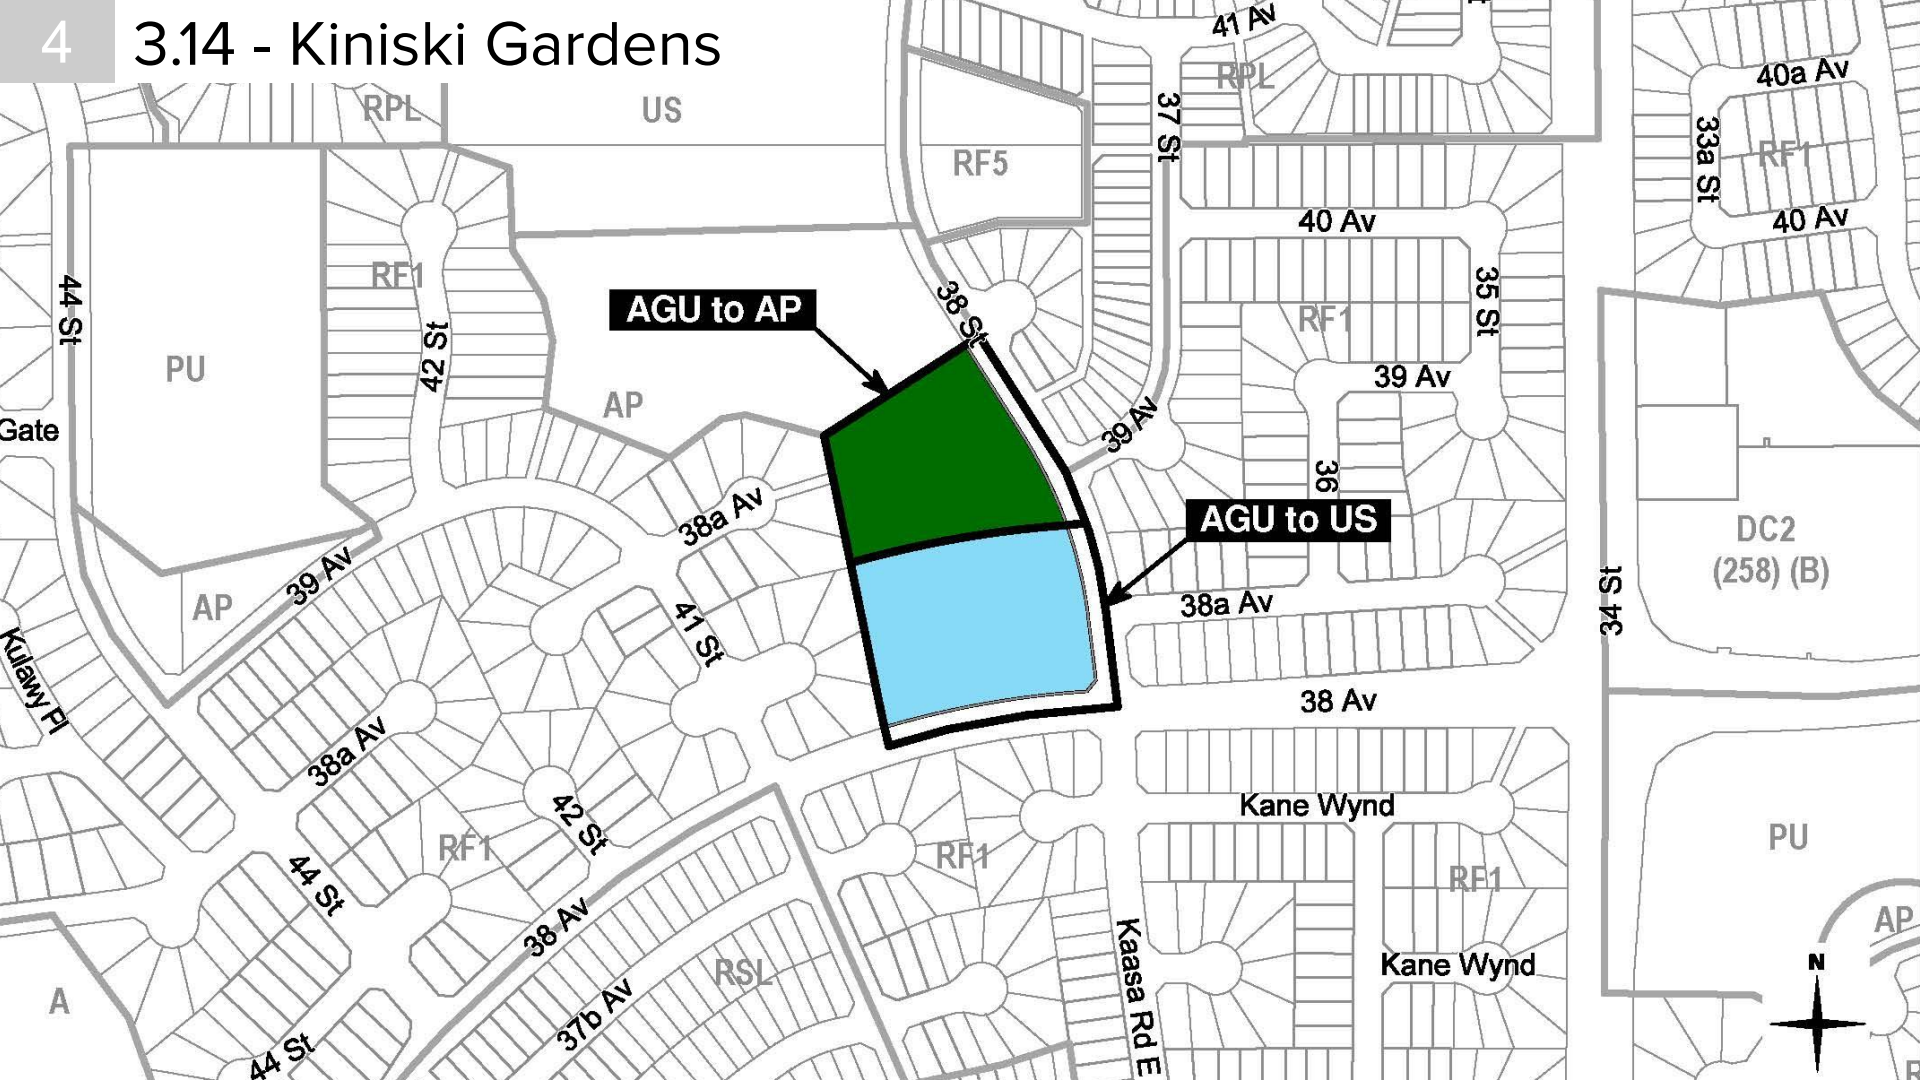 4
3.14 - Kiniski Gardens
41 Av
RPL
US
RPL
40a Av
37 St
33a St
RF1
RF5
40 Av
40 Av
RF1
44 St
42 St
PU
AGU to AP
38 St
35 St
RF1
39 Av
AP
39 Av
Gate
36
38a Av
AGU to US
DC2
(258) (B)
39 Av
AP
38a Av
34 St
41 St
Kulawy Pl
38 Av
38a Av
Kane Wynd
42 St
RF1
RF1
RF1
PU
44 St
38 Av
AP
Kaasa Rd E
Kane Wynd
RSL
N
A
37b Av
44 St